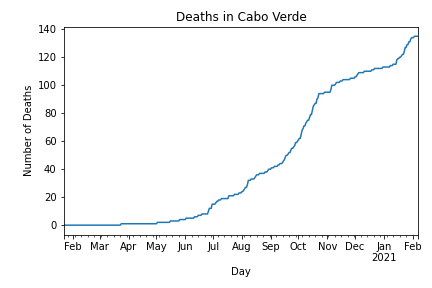 Deaths in Cabo Verde
140
120
100
80
60
40
20
0
Number of Deaths
Feb Mar Apr May Jun Jul Aug Sep Oct Nov Dec Jan Feb
2021
Day